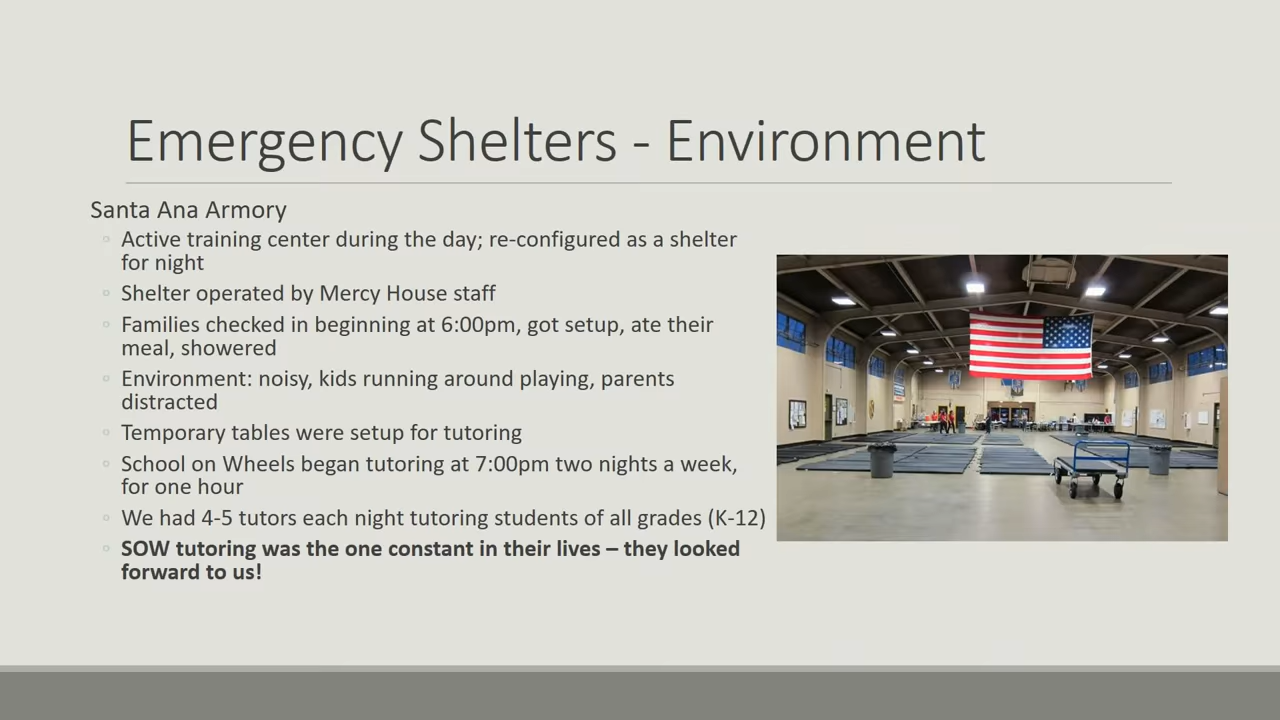 Emergency Shelters - Environment
Santa Ana Armory
Active training center during the day; re-configured as a shelter
for night
Shelter operated by Mercy House staff
Families checked in beginning at 6:00pm, got setup, ate their
meal, showered
Environment: noisy, kids running around playing, parents
distracted
Temporary tables were setup for tutoring
School on Wheels began tutoring at 7:00pm two nights a week,
for one hour
We had 4-5 tutors each night tutoring students of all grades (K-12)
SOW tutoring was the one constant in their lives – they looked
forward to us!